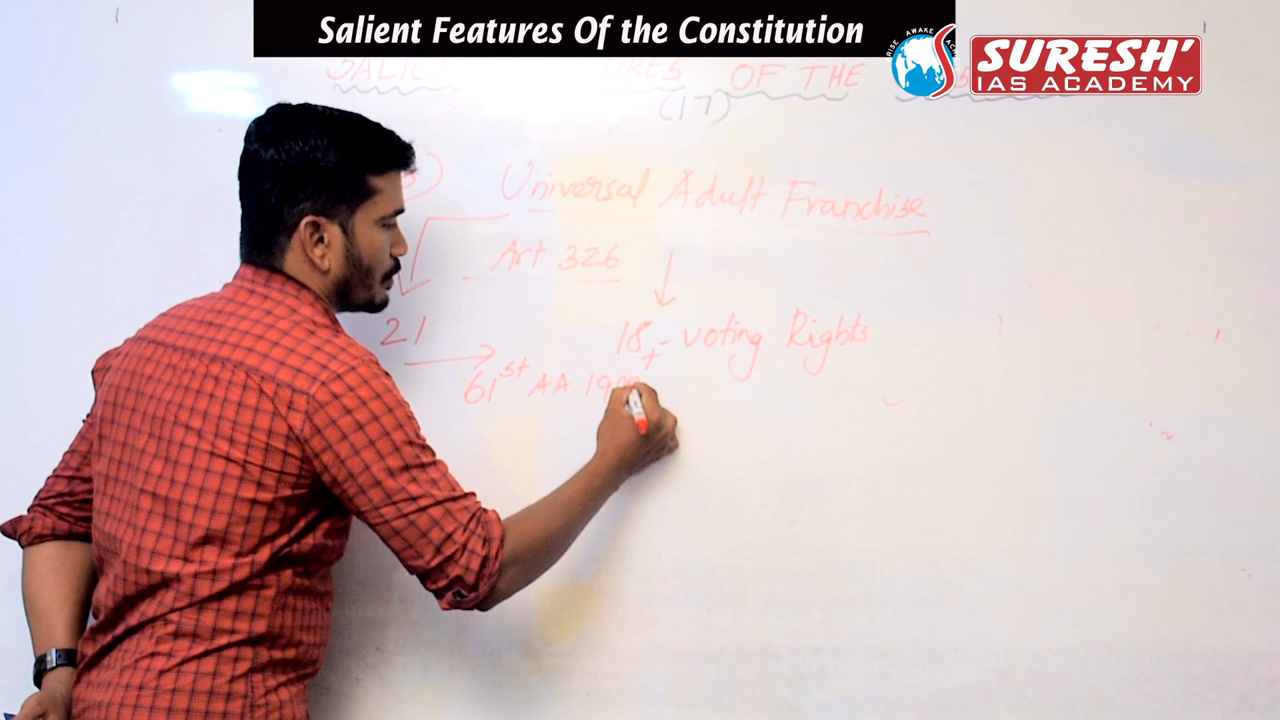 Salient Features Of the Constitution
RISE AWAKE
SURESH'
IAS ACADEMY
OF THE
(17)
Universal Adult Franchise
Art 326
21
18+ - voting Rights
61st AA